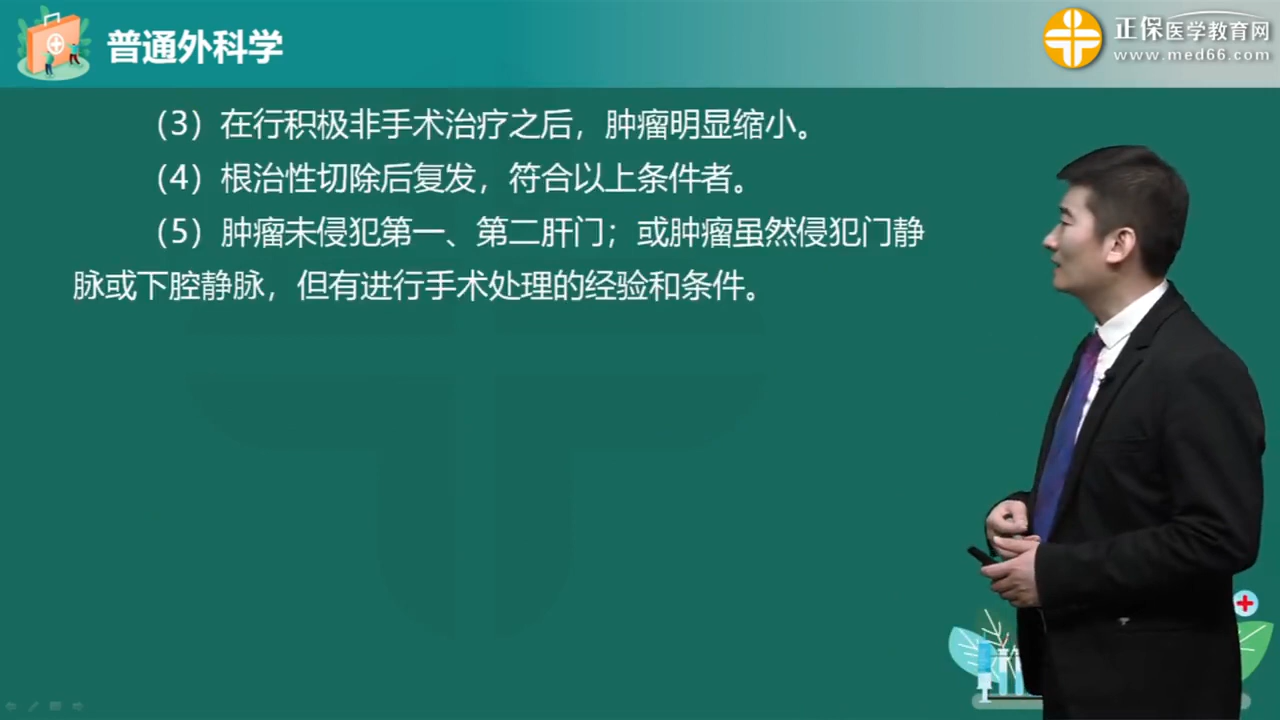 普通外科学
正保医学教育网
www.med66.com
（3）在行积极非手术治疗之后，肿瘤明显缩小。
（4）根治性切除后复发，符合以上条件者。
（5）肿瘤未侵犯第一、第二肝门；或肿瘤虽然侵犯门静
脉或下腔静脉，但有进行手术处理的经验和条件。